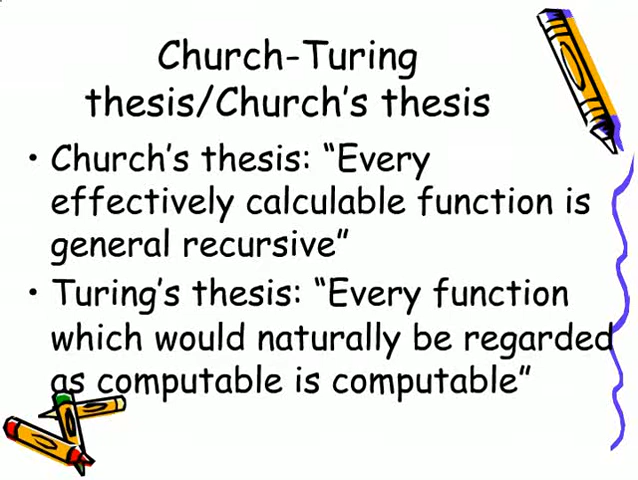 Church-Turing
thesis/Church's thesis
• Church's thesis: “Every
effectively calculable function is
general recursive”
• Turing's thesis: “Every function
which would naturally be regarded
as computable is computable”